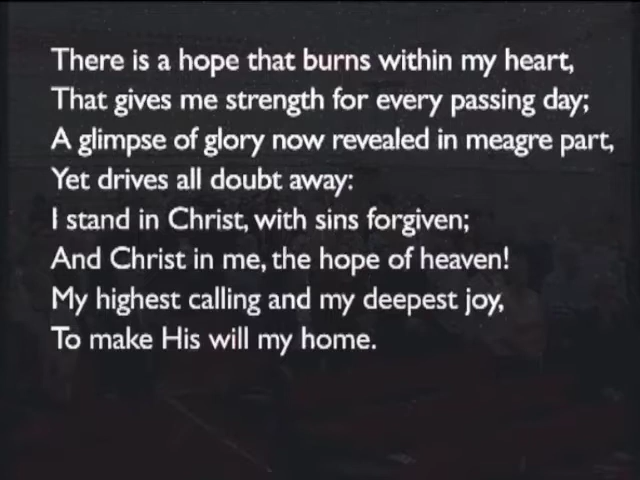 There is a hope that burns within my heart,
That gives me strength for every passing day;
A glimpse of glory now revealed in meagre part,
Yet drives all doubt away:
I stand in Christ, with sins forgiven;
And Christ in me, the hope of heaven!
My highest calling and my deepest joy,
To make His will my home.